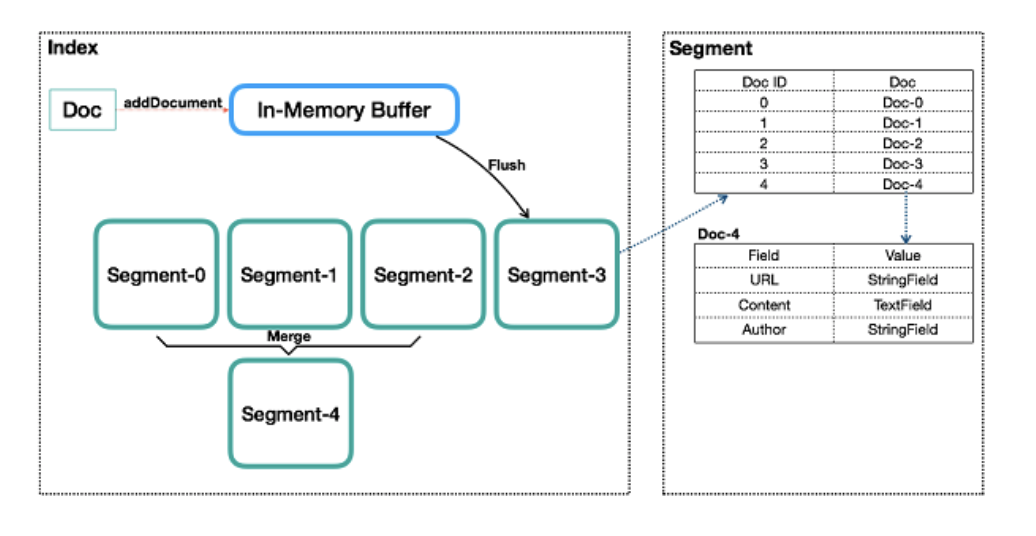 Index
Doc
addDocument
In-Memory Buffer
Flush
Segment-0 Segment-1 Segment-2 Segment-3
Merge
Segment-4
Segment
Doc ID Doc
0 Doc-0
1 Doc-1
2 Doc-2
3 Doc-3
4 Doc-4
Doc-4
Field Value
URL StringField
Content TextField
Author StringField